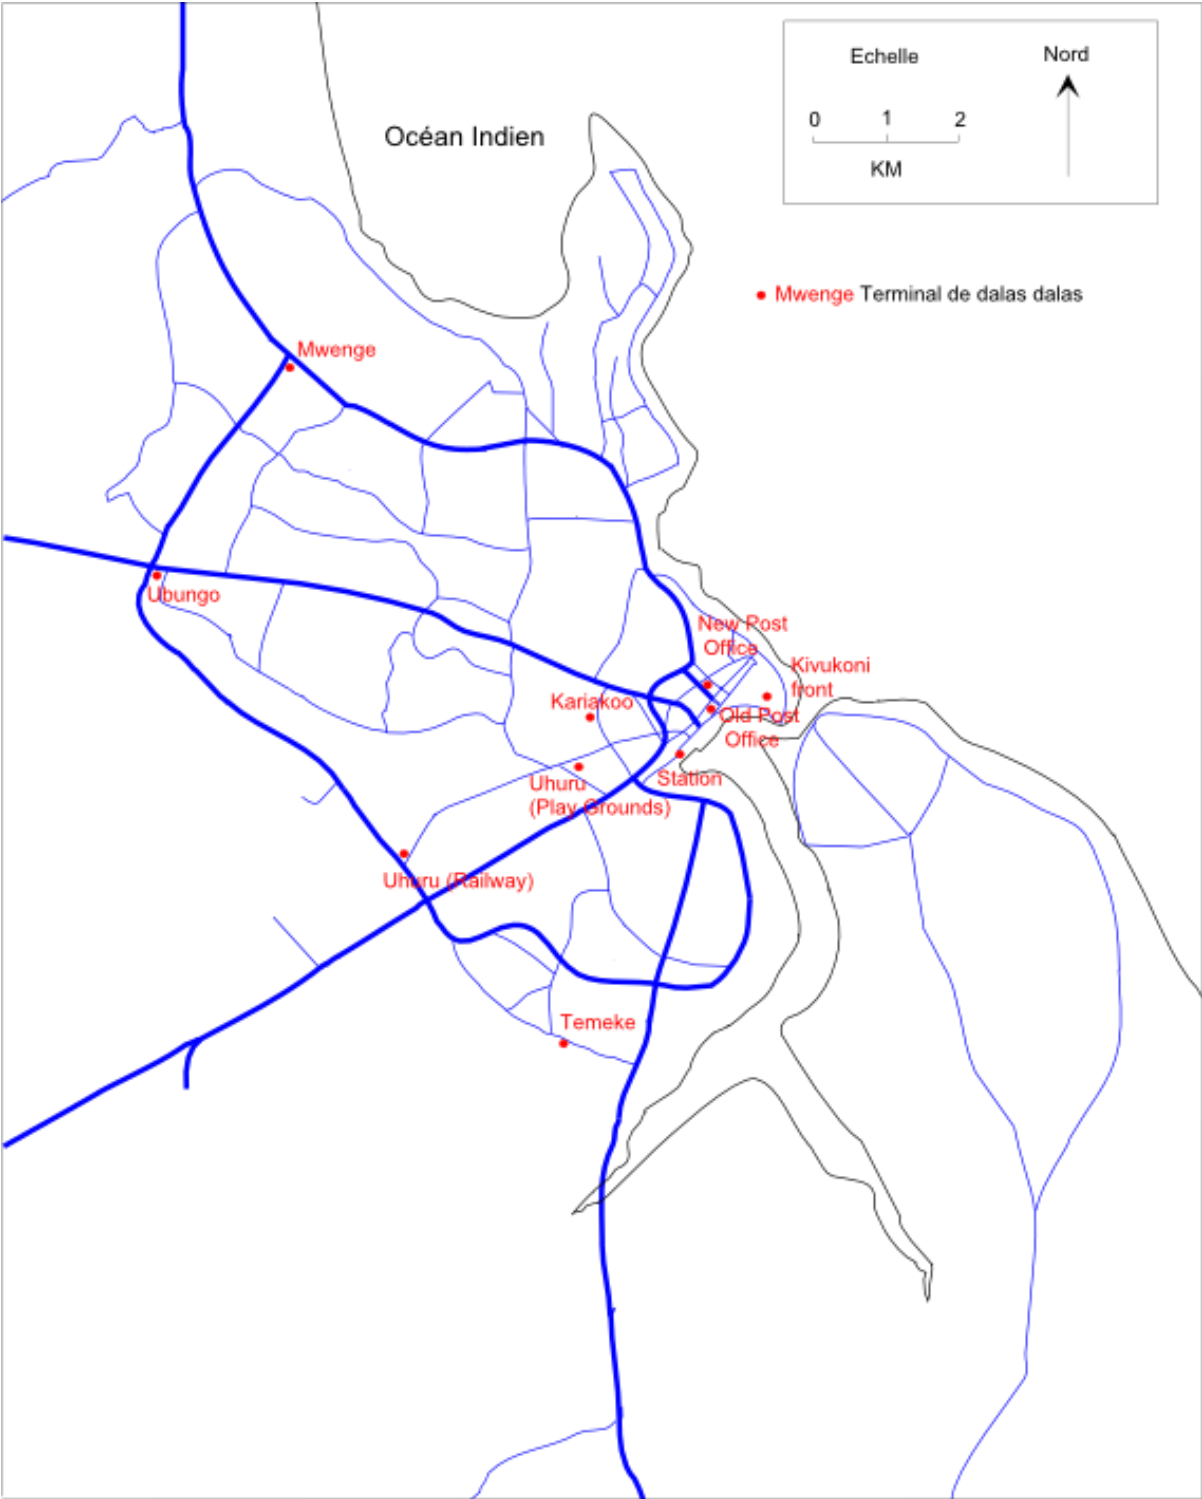 Echelle
Nord
0 1 2
KM
Océan Indien
Mwenge Terminal de dalas dalas
Mwenge
Ubungo
New Post
Office
Kivukoni
front
Kariakoo
Old Post
Office
Station
Uhuru
(Play Grounds)
Uhuru (Railway)
Temeke